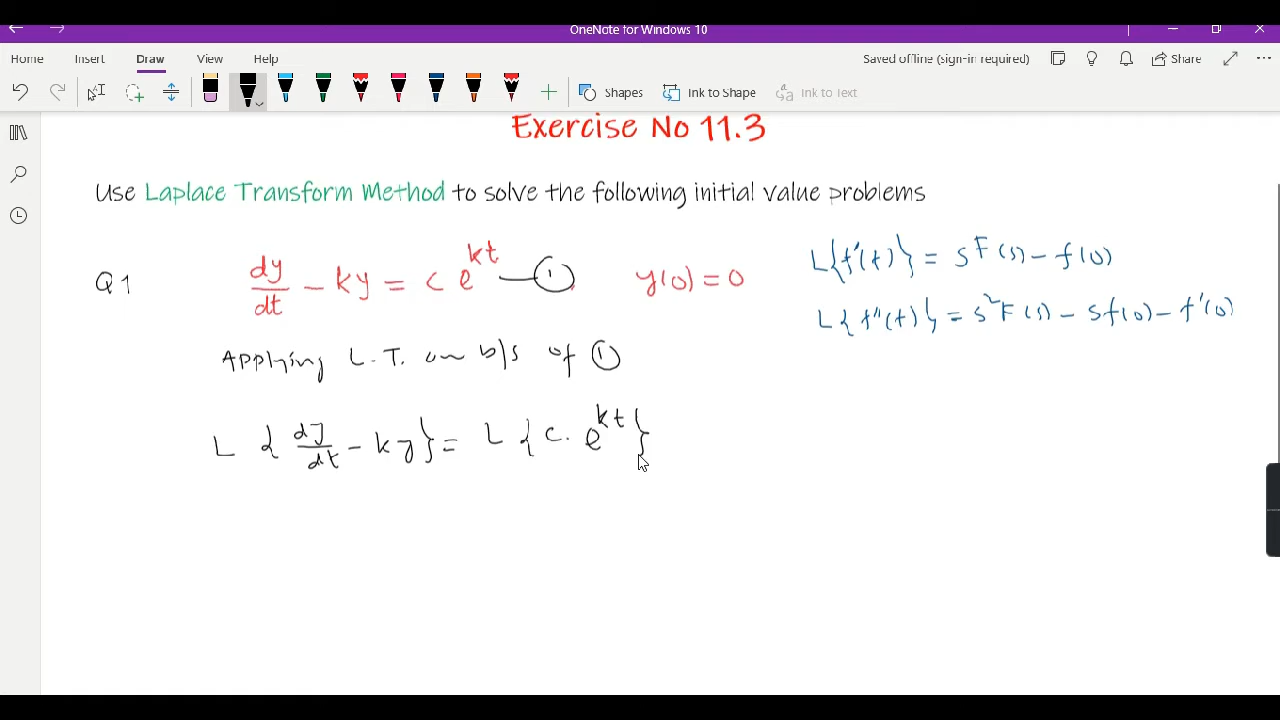 OneNote for Windows 10
Home Insert Draw View Help Saved offline (sign-in required) Share
Shapes Ink to Shape Ink to Text
Exercise No 11.3
Use Laplace Transform Method to solve the following initial value problems
Q1 dy/dt - ky = c e^kt — ① y(0) = 0
L{f'(t)} = sF(s) - f(0)
L{f''(t)} = s²F(s) - sf(0) - f'(0)
Applying L.T. on b/s of ①
L {dy/dt - ky} = L {c. e^kt}